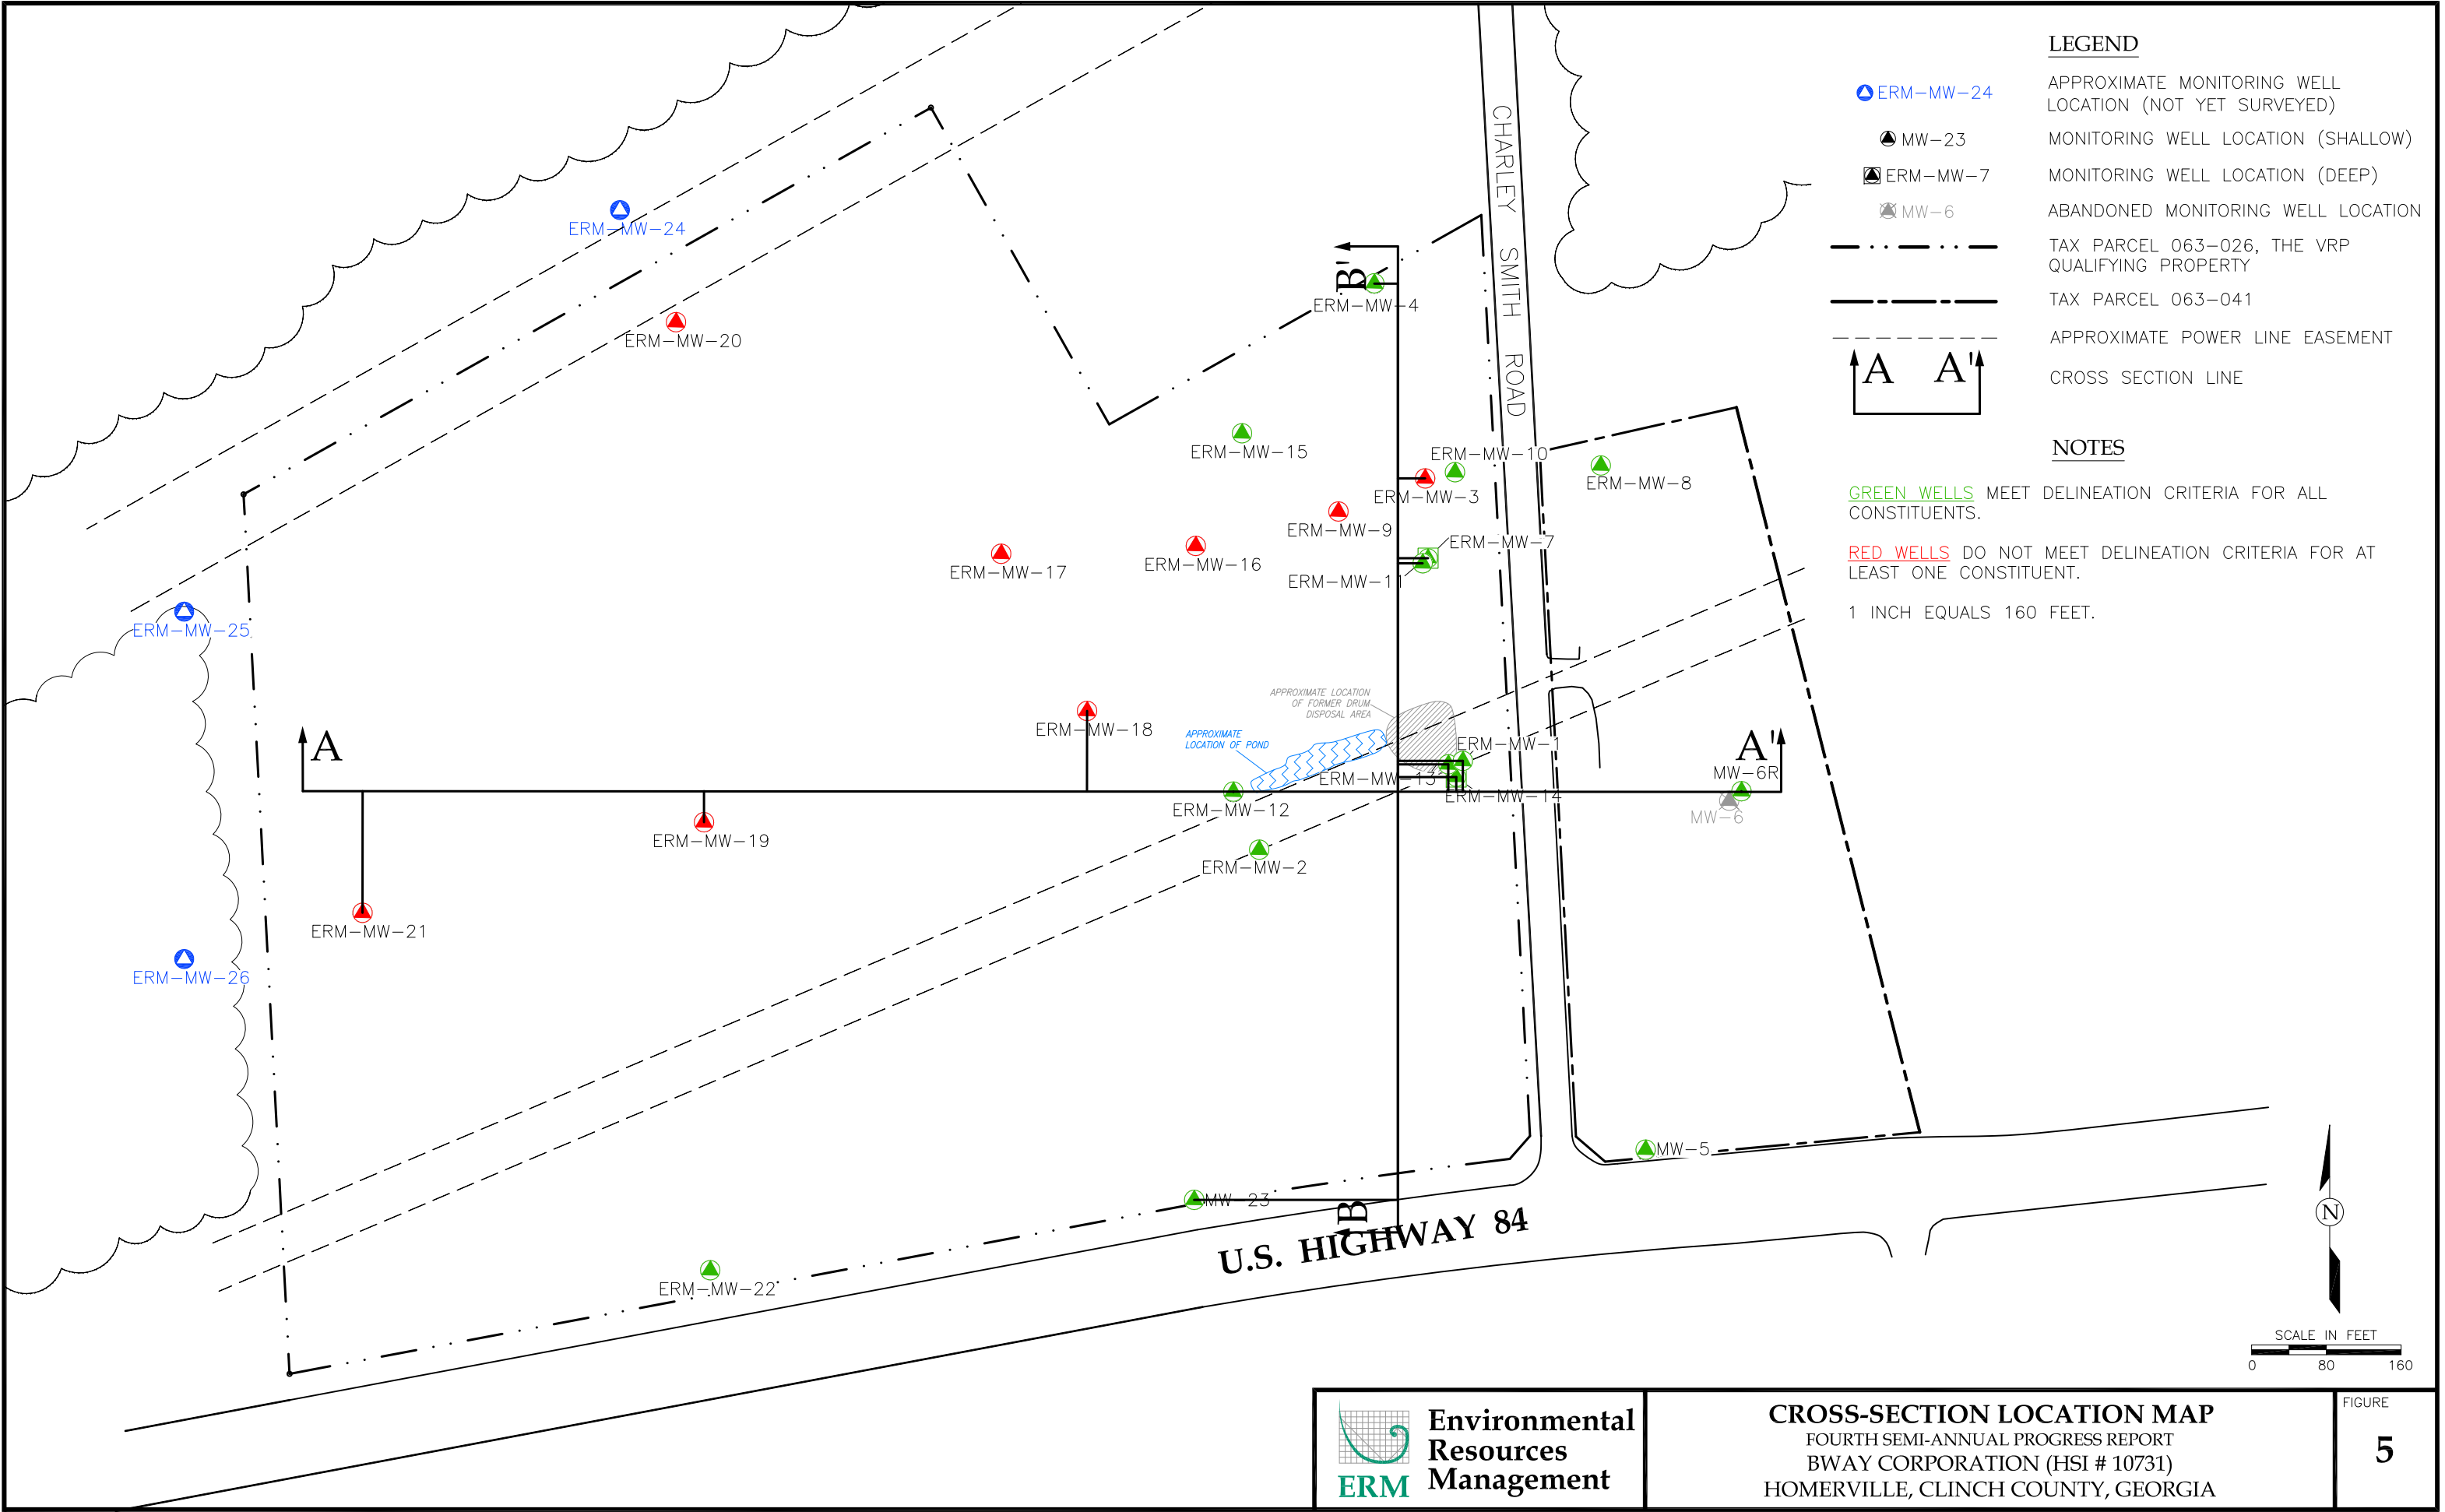 LEGEND
ERM-MW-24
APPROXIMATE MONITORING WELL
LOCATION (NOT YET SURVEYED)
MW-23
MONITORING WELL LOCATION (SHALLOW)
ERM-MW-7
MONITORING WELL LOCATION (DEEP)
MW-6
ABANDONED MONITORING WELL LOCATION
TAX PARCEL 063-026, THE VRP
QUALIFYING PROPERTY
TAX PARCEL 063-041
APPROXIMATE POWER LINE EASEMENT
A A'
CROSS SECTION LINE
NOTES
GREEN WELLS MEET DELINEATION CRITERIA FOR ALL
CONSTITUENTS.
RED WELLS DO NOT MEET DELINEATION CRITERIA FOR AT
LEAST ONE CONSTITUENT.
1 INCH EQUALS 160 FEET.
CHARLEY SMITH ROAD
ERM-MW-24
B'
ERM-MW-4
ERM-MW-20
ERM-MW-15
ERM-MW-10
ERM-MW-3
ERM-MW-8
ERM-MW-9
ERM-MW-7
ERM-MW-16
ERM-MW-17
ERM-MW-11
ERM-MW-25
APPROXIMATE LOCATION
OF FORMER DRUM
DISPOSAL AREA
ERM-MW-18
APPROXIMATE
LOCATION OF POND
ERM-MW-1
A
A'
MW-6R
ERM-MW-13
ERM-MW-14
ERM-MW-12
MW-6
ERM-MW-19
ERM-MW-2
ERM-MW-21
ERM-MW-26
MW-5
MW-23
B
U.S. HIGHWAY 84
ERM-MW-22
N
SCALE IN FEET
0 80 160
ERM
Environmental
Resources
Management
CROSS-SECTION LOCATION MAP
FOURTH SEMI-ANNUAL PROGRESS REPORT
BWAY CORPORATION (HSI # 10731)
HOMERVILLE, CLINCH COUNTY, GEORGIA
FIGURE
5